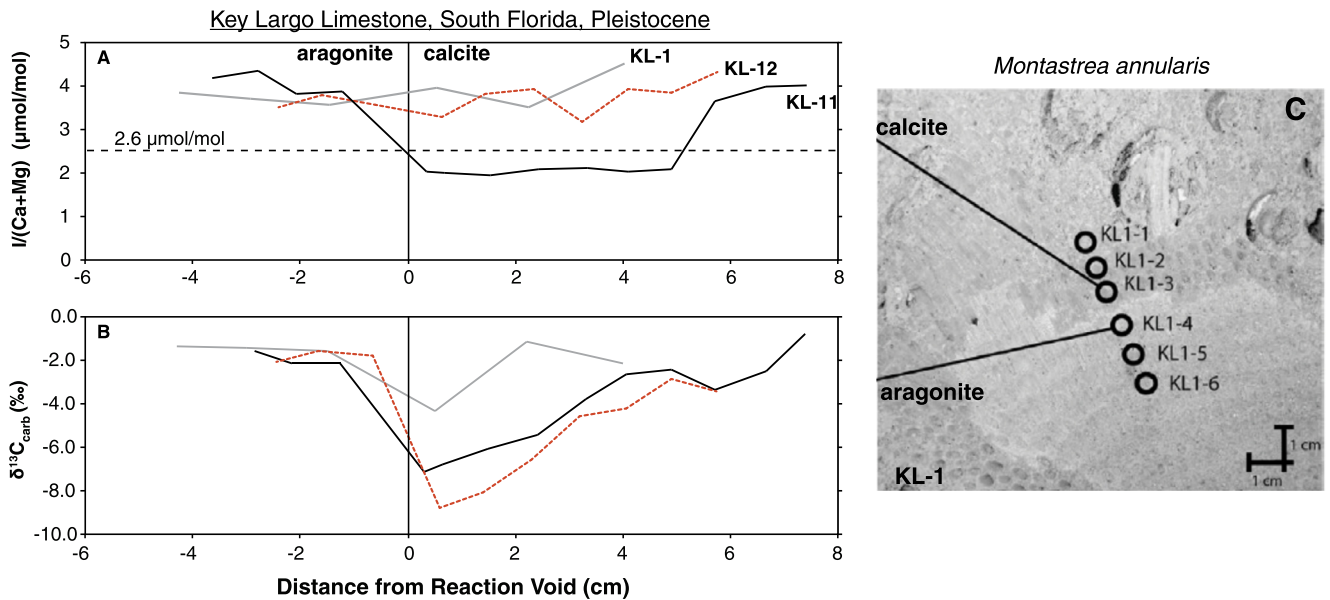 Key Largo Limestone, South Florida, Pleistocene
A
aragonite
calcite
KL-1
KL-12
KL-11
2.6 µmol/mol
I/(Ca+Mg) (µmol/mol)
5
4
3
2
1
0
-6
-4
-2
0
2
4
6
8
B
δ¹³Ccarb (‰)
0.0
-2.0
-4.0
-6.0
-8.0
-10.0
-6
-4
-2
0
2
4
6
8
Distance from Reaction Void (cm)
Montastrea annularis
C
calcite
KL1-1
KL1-2
KL1-3
KL1-4
KL1-5
KL1-6
aragonite
KL-1
1 cm
1 cm